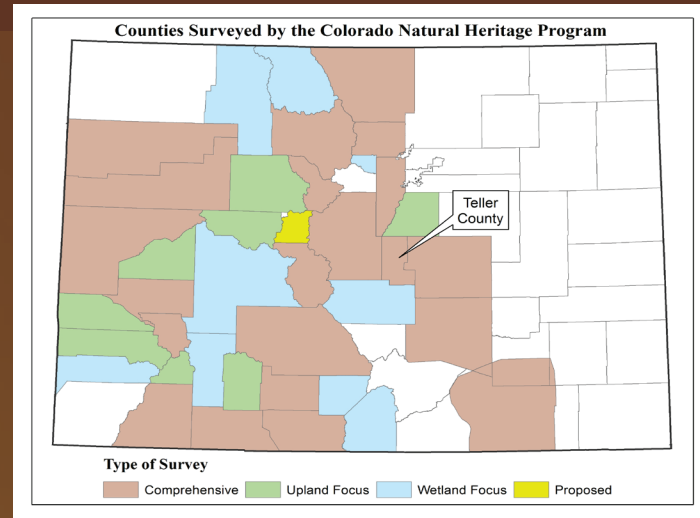 Counties Surveyed by the Colorado Natural Heritage Program
Teller
County
Type of Survey
Comprehensive Upland Focus Wetland Focus Proposed